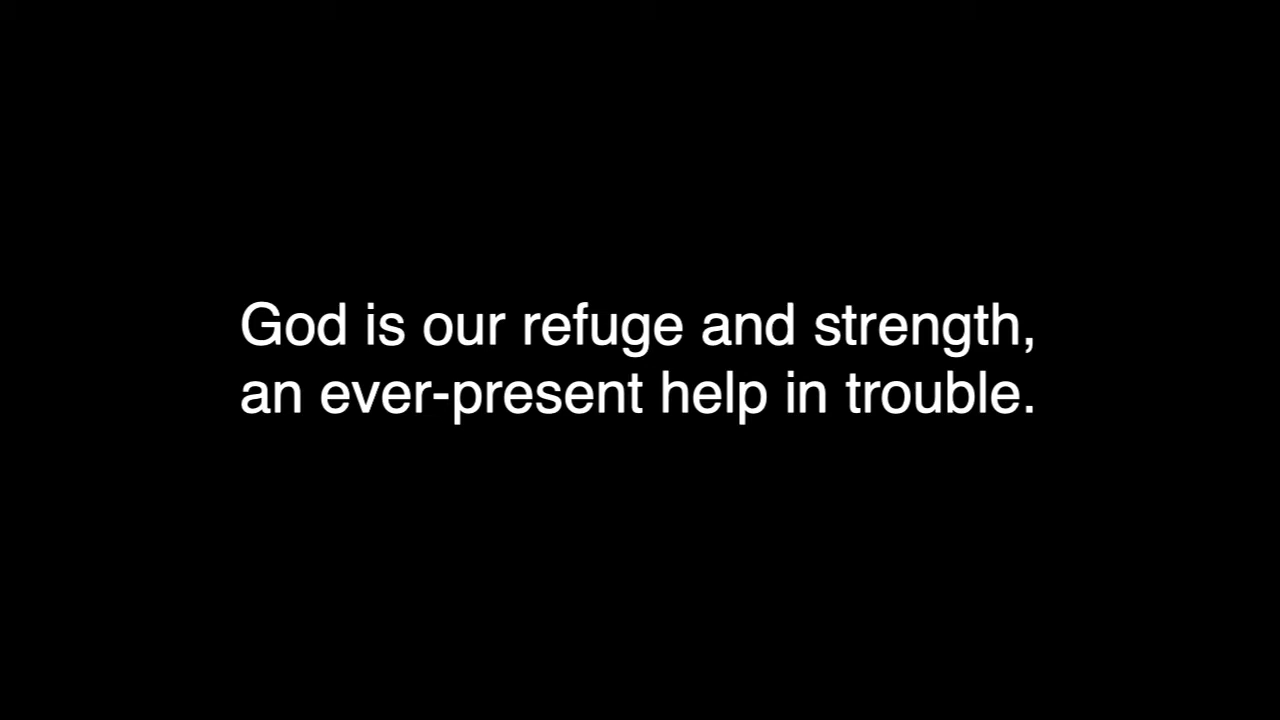 God is our refuge and strength,
an ever-present help in trouble.